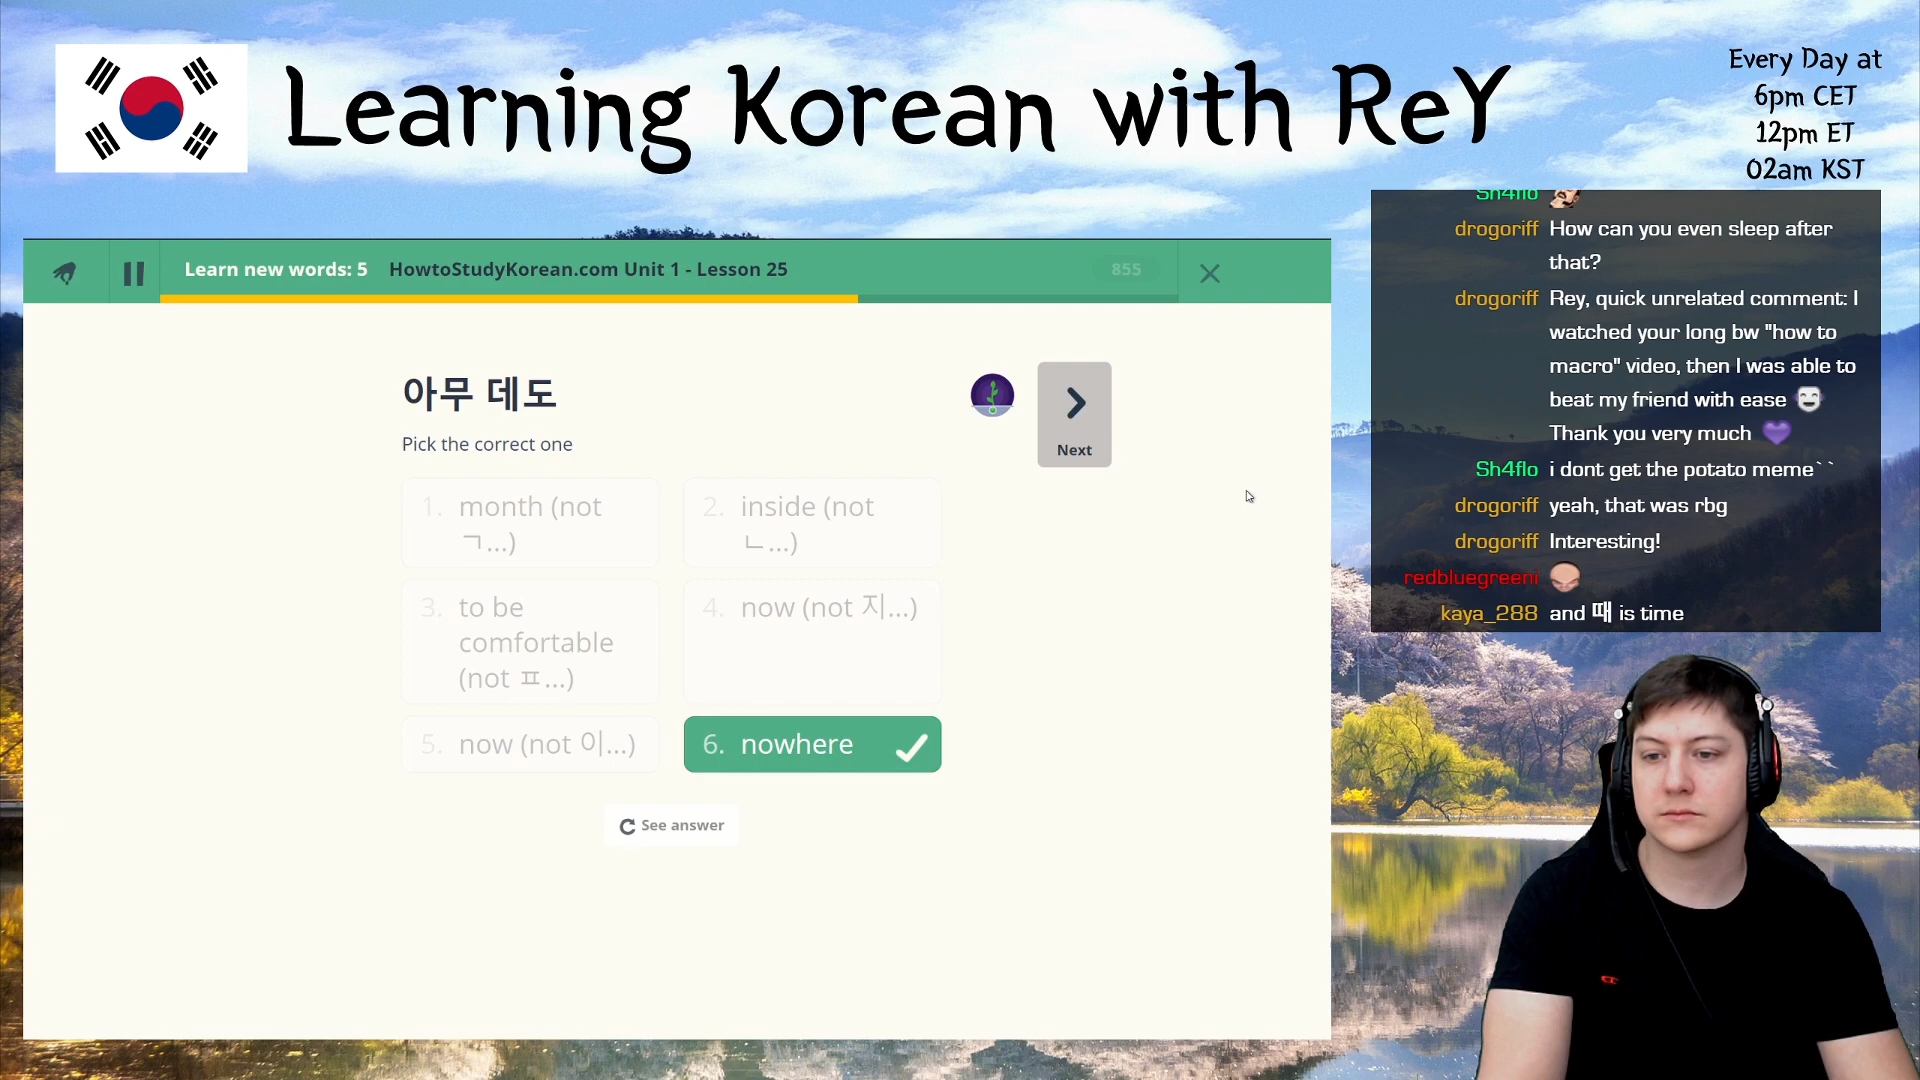 Learning Korean with ReY
Every Day at
6pm CET
12pm ET
02am KST
Learn new words: 5 HowtoStudyKorean.com Unit 1 - Lesson 25 855
아무 데도
Pick the correct one
Next
1. month (not
ㄱ...)
2. inside (not
ㄴ...)
3. to be
comfortable
(not ㅍ...)
4. now (not 지...)
5. now (not 이...)
6. nowhere
See answer
Sh4flo
drogoriff How can you even sleep after
that?
drogoriff Rey, quick unrelated comment: I
watched your long bw "how to
macro" video, then I was able to
beat my friend with ease
Thank you very much
Sh4flo i dont get the potato meme``
drogoriff yeah, that was rbg
drogoriff Interesting!
redbluegreeni
kaya_288 and 때 is time